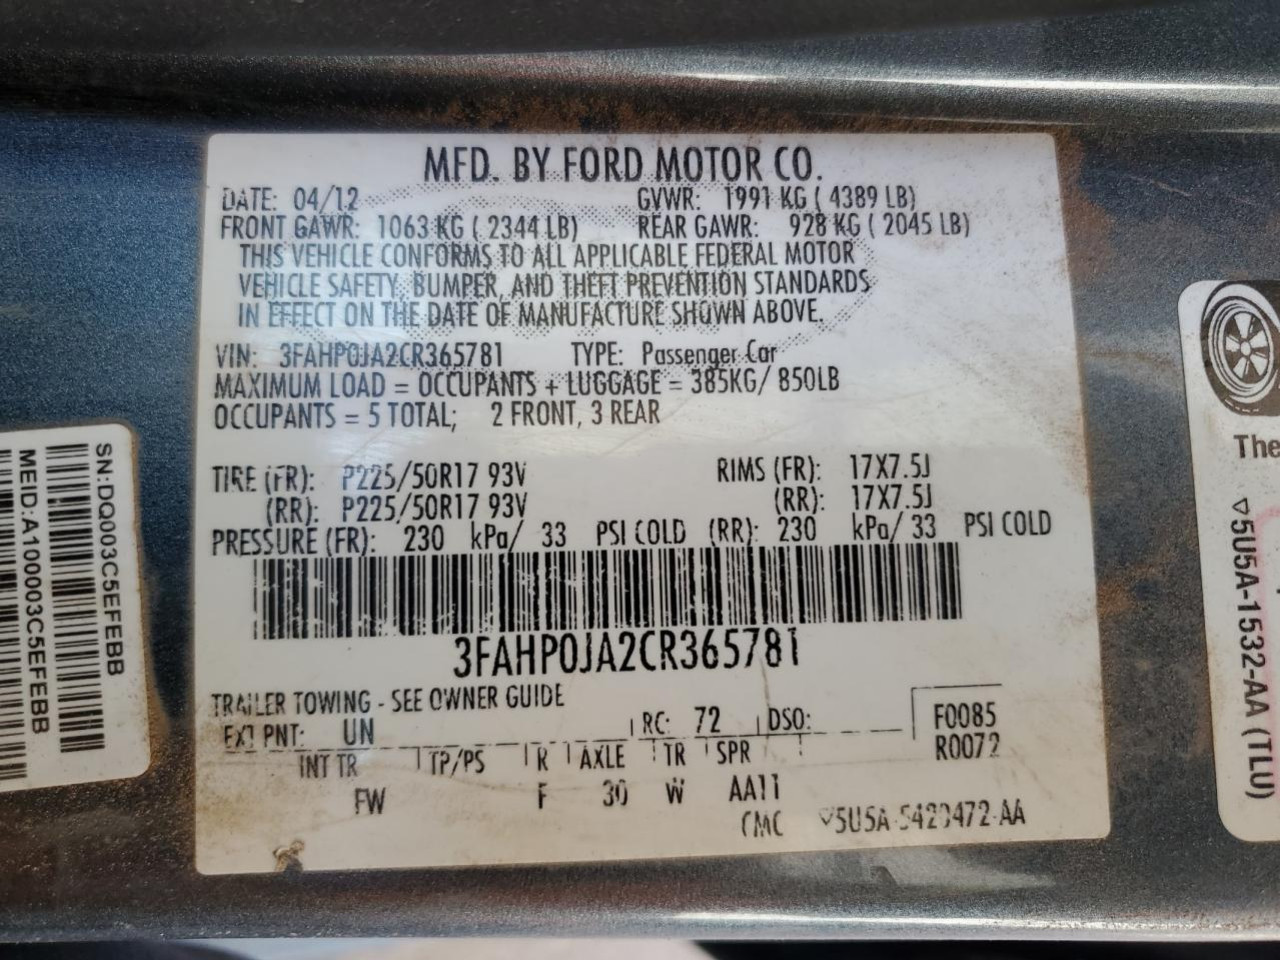 MFD. BY FORD MOTOR CO.
DATE: 04/12 GVWR: 1991 KG ( 4389 LB)
FRONT GAWR: 1063 KG ( 2344 LB) REAR GAWR: 928 KG ( 2045 LB)
THIS VEHICLE CONFORMS TO ALL APPLICABLE FEDERAL MOTOR
VEHICLE SAFETY, BUMPER, AND THEFT PREVENTION STANDARDS
IN EFFECT ON THE DATE OF MANUFACTURE SHOWN ABOVE.
VIN: 3FAHP0JA2CR365781 TYPE: Passenger Car
MAXIMUM LOAD = OCCUPANTS + LUGGAGE = 385KG/ 850LB
OCCUPANTS = 5 TOTAL; 2 FRONT, 3 REAR
TIRE (FR): P225/50R17 93V RIMS (FR): 17X7.5J
(RR): P225/50R17 93V (RR): 17X7.5J
PRESSURE (FR): 230 kPa/ 33 PSI COLD (RR): 230 kPa/ 33 PSI COLD
3FAHP0JA2CR365781
TRAILER TOWING - SEE OWNER GUIDE
EXT PNT: UN RC: 72 DSO: F0085
R0072
INT TR TP/PS R AXLE TR SPR
FW F 30 W AA11
CMC ▽5U5A-5420472-AA
SN:DQ003C5EFEBB
MEID:A1000003C5EFEBB
The
▽5U5A-1532-AA (TLU)